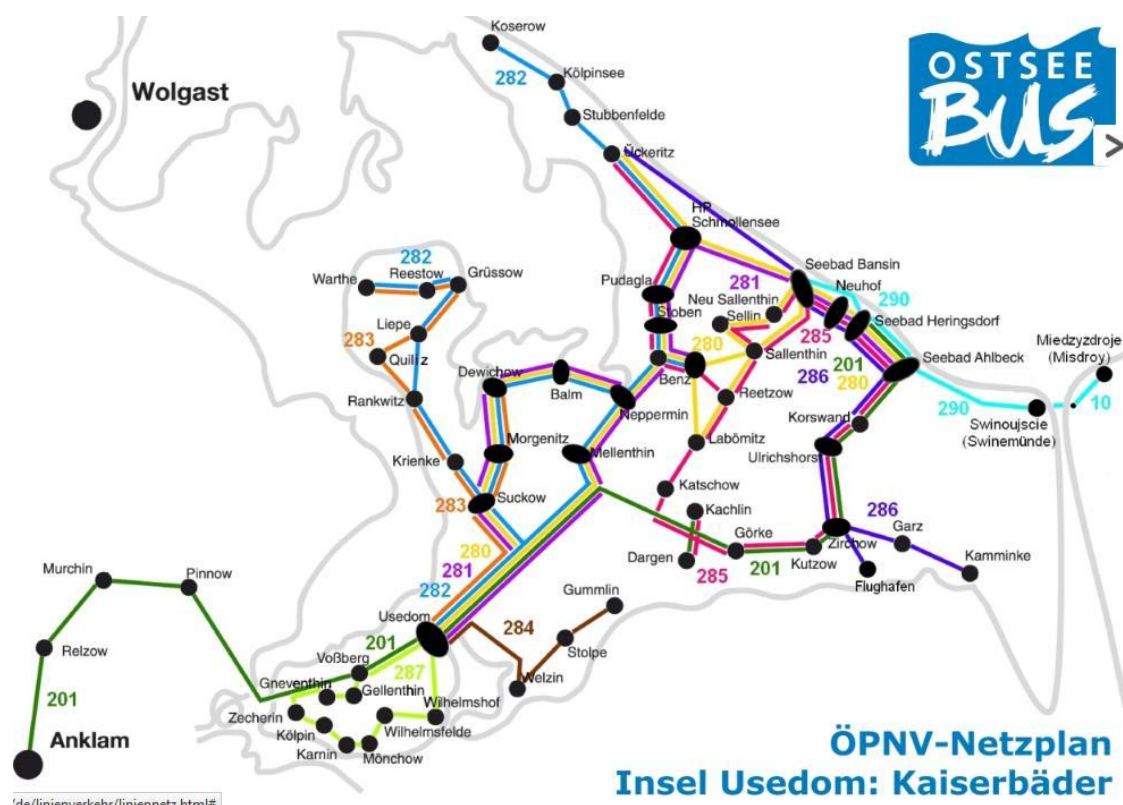 Koserow
282
Kölpinsee
OSTSEE
BUS
>
Wolgast
Stubbenfelde
Ückeritz
HP
Schmollensee
282
Warthe
Reestow
Grüssow
Seebad Bansin
Pudagla
281
Neuhof
290
Neu Sallenthin
Stoben
Sellin
285
Seebad Heringsdorf
Liepe
283
280
201
Miedzyzdroje
(Misdroy)
Quilitz
Sallenthin
286
280
Seebad Ahlbeck
Dewichow
Benz
Balm
Reetzow
290
10
Rankwitz
Neppermin
Korswand
Swinoujscie
(Swinemünde)
Morgenitz
Labömitz
Mellenthin
Ulrichshorst
Krienke
Katschow
Suckow
283
Kachlin
286
280
Görke
Zirchow
Garz
281
Dargen
285
201
Kutzow
Kamminke
282
Flughafen
Murchin
Pinnow
Gummlin
Usedom
284
201
Stolpe
Relzow
Voßberg
287
Gneventhin
Gellenthin
Welzin
201
Wilhelmshof
Zecherin
Wilhelmsfelde
Kölpin
Anklam
Karnin
Mönchow
ÖPNV-Netzplan
Insel Usedom: Kaiserbäder
/de/linienverkehs/liniennetz.html#